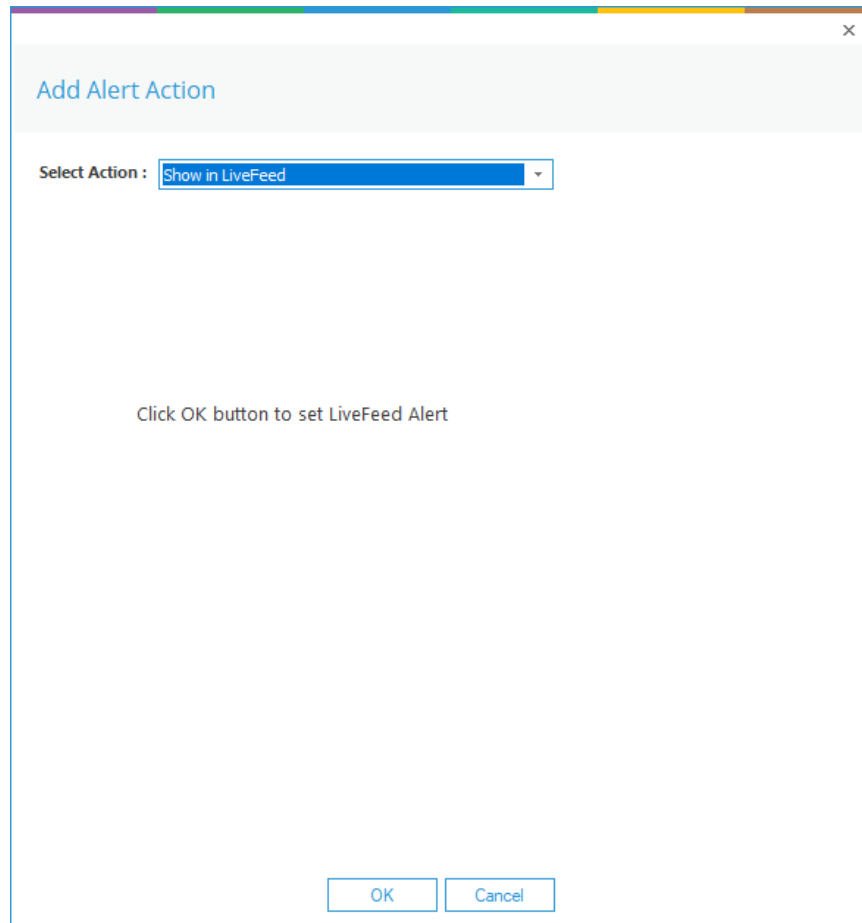 Add Alert Action
Select Action : Show in LiveFeed
Click OK button to set LiveFeed Alert
OK Cancel